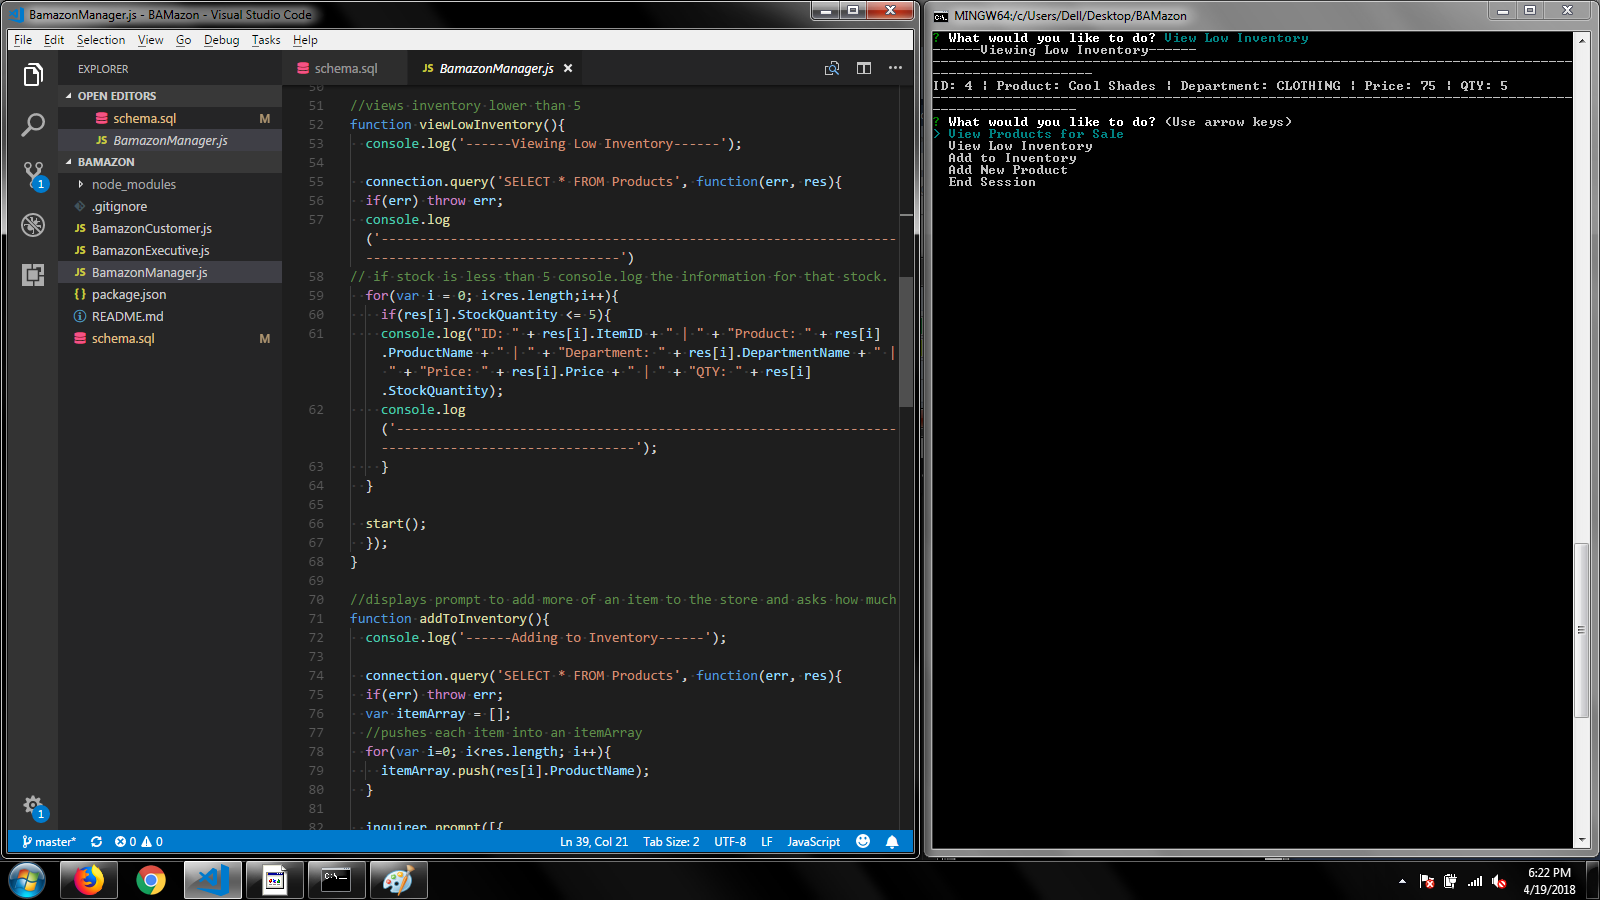 BamazonManager.js - BAMazon - Visual Studio Code
File Edit Selection View Go Debug Tasks Help
EXPLORER
OPEN EDITORS
schema.sql M
BamazonManager.js
BAMAZON
node_modules
.gitignore
BamazonCustomer.js
BamazonExecutive.js
BamazonManager.js
package.json
README.md
schema.sql M
1
1
schema.sql
BamazonManager.js
51 //views inventory lower than 5
52 function viewLowInventory(){
53 console.log('------Viewing Low Inventory------');
54
55 connection.query('SELECT * FROM Products', function(err, res){
56 if(err) throw err;
57 console.log
('-------------------------------------------------------------------
---------------------------------')
58 // if stock is less than 5 console.log the information for that stock.
59 for(var i = 0; i<res.length;i++){
60 if(res[i].StockQuantity <= 5){
61 console.log("ID: " + res[i].ItemID + " | " + "Product: " + res[i]
.ProductName + " | " + "Department: " + res[i].DepartmentName + " |
" + "Price: " + res[i].Price + " | " + "QTY: " + res[i]
.StockQuantity);
62 console.log
('-----------------------------------------------------------------
---------------------------------');
63 }
64 }
65
66 start();
67 });
68 }
69
70 //displays prompt to add more of an item to the store and asks how much
71 function addToInventory(){
72 console.log('------Adding to Inventory------');
73
74 connection.query('SELECT * FROM Products', function(err, res){
75 if(err) throw err;
76 var itemArray = [];
77 //pushes each item into an itemArray
78 for(var i=0; i<res.length; i++){
79 itemArray.push(res[i].ProductName);
80 }
81
82 inquirer.prompt([{
master* 0 0 Ln 39, Col 21 Tab Size: 2 UTF-8 LF JavaScript
MINGW64:/c/Users/Dell/Desktop/BAMazon
? What would you like to do? View Low Inventory
------Viewing Low Inventory------
--------------------------------------------------------------------------------
--------------------
ID: 4 | Product: Cool Shades | Department: CLOTHING | Price: 75 | QTY: 5
--------------------------------------------------------------------------------
------------------
? What would you like to do? (Use arrow keys)
> View Products for Sale
View Low Inventory
Add to Inventory
Add New Product
End Session
6:22 PM
4/19/2018